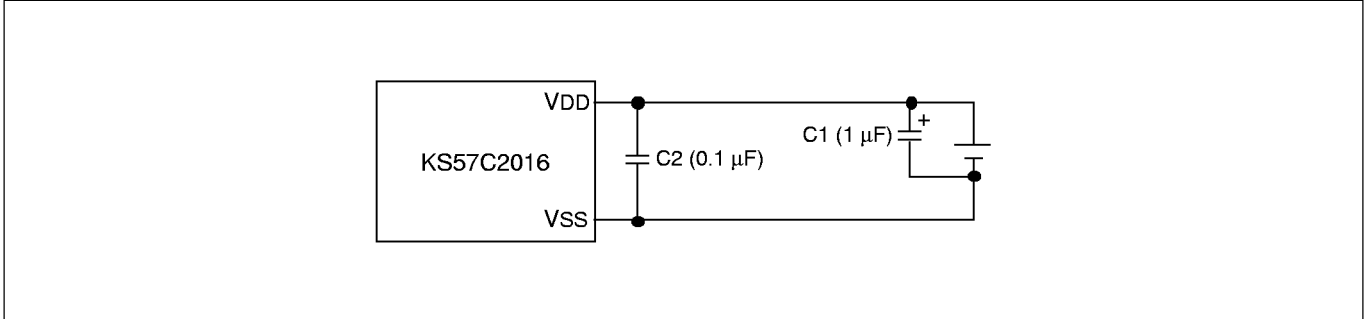 VDD
C1 (1 µF)
+
KS57C2016
C2 (0.1 µF)
VSS